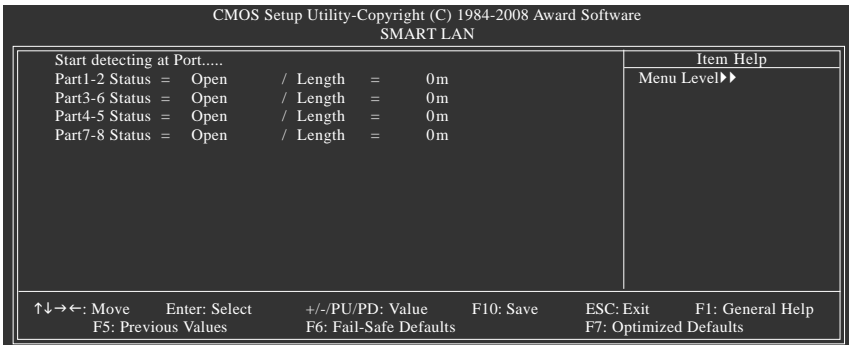 CMOS Setup Utility-Copyright (C) 1984-2008 Award Software
SMART LAN
Start detecting at Port.....
Part1-2 Status = Open / Length = 0m
Part3-6 Status = Open / Length = 0m
Part4-5 Status = Open / Length = 0m
Part7-8 Status = Open / Length = 0m
Item Help
Menu Level▶▶
↑↓→←: Move Enter: Select +/-/PU/PD: Value F10: Save ESC: Exit F1: General Help
F5: Previous Values F6: Fail-Safe Defaults F7: Optimized Defaults